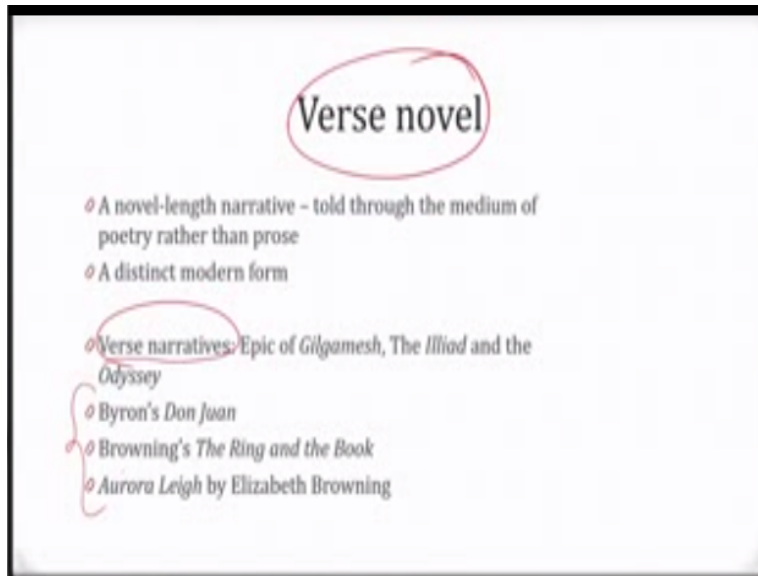 Verse novel
A novel-length narrative – told through the medium of
poetry rather than prose
A distinct modern form
Verse narratives: Epic of Gilgamesh, The Illiad and the
Odyssey
Byron's Don Juan
Browning's The Ring and the Book
Aurora Leigh by Elizabeth Browning